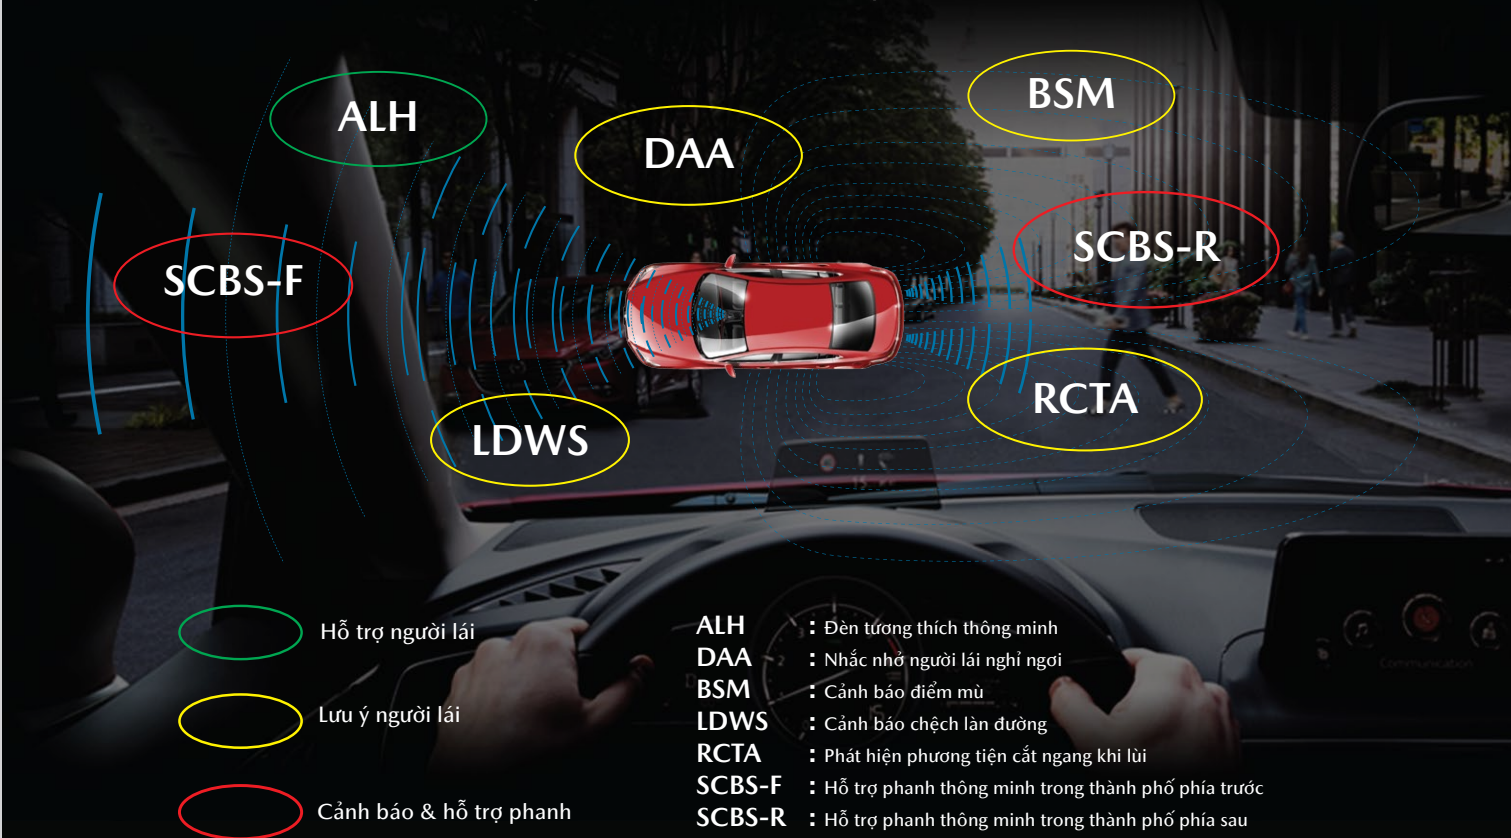 ALH
BSM
DAA
SCBS-F
SCBS-R
RCTA
LDWS
Hỗ trợ người lái
Lưu ý người lái
Cảnh báo & hỗ trợ phanh
ALH : Đèn tương thích thông minh
DAA : Nhắc nhở người lái nghỉ ngơi
BSM : Cảnh báo điểm mù
LDWS : Cảnh báo chệch làn đường
RCTA : Phát hiện phương tiện cắt ngang khi lùi
SCBS-F : Hỗ trợ phanh thông minh trong thành phố phía trước
SCBS-R : Hỗ trợ phanh thông minh trong thành phố phía sau
Communication